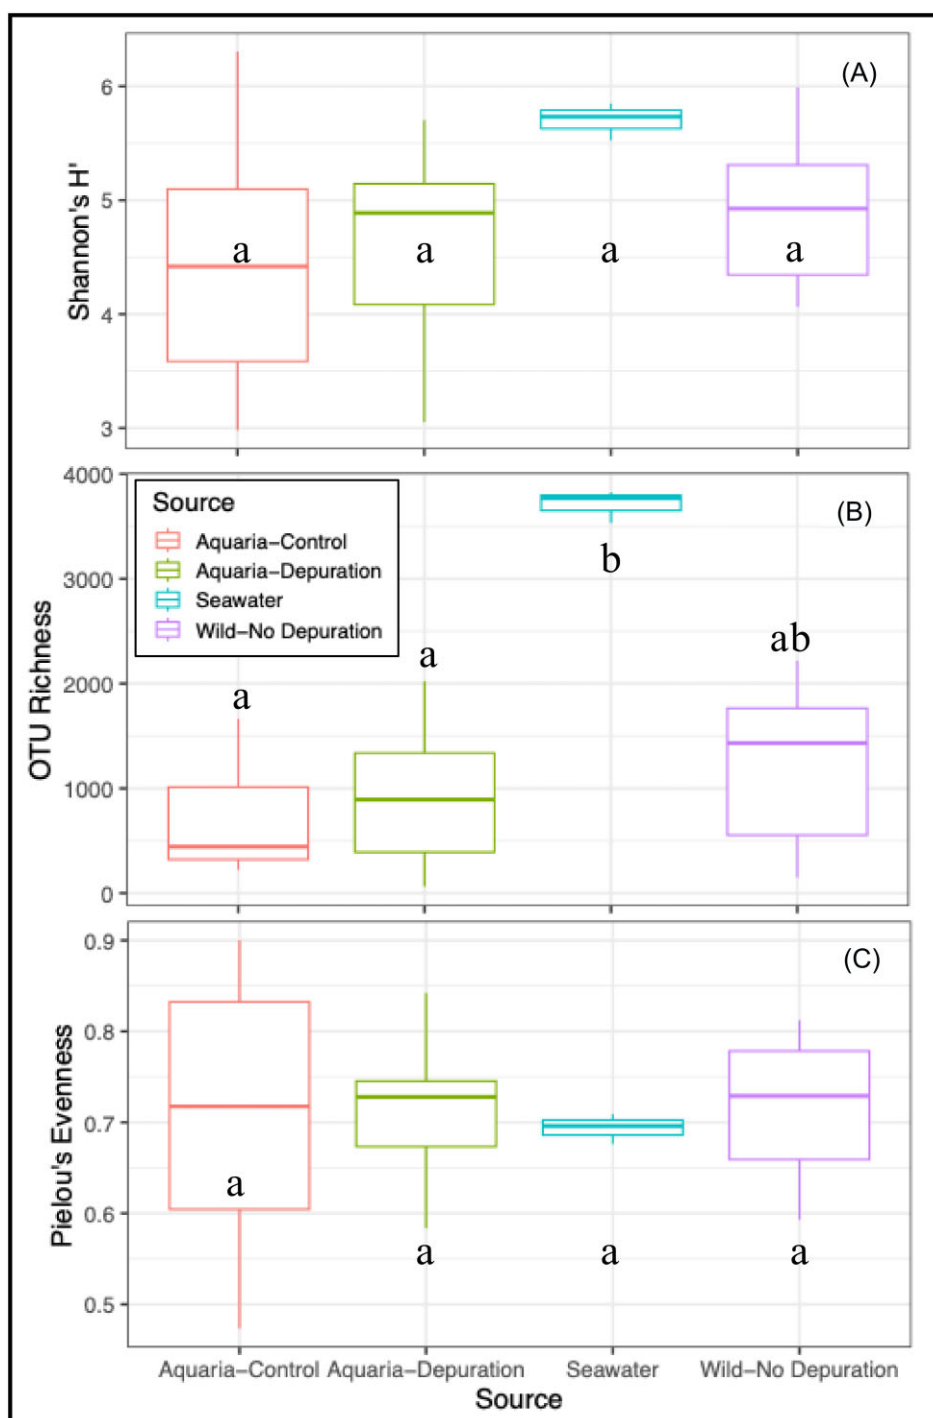 (A)
Shannon's H'
6
5
4
3
a a a a
(B)
OTU Richness
4000
3000
2000
1000
0
Source
Aquaria-Control
Aquaria-Depuration
Seawater
Wild-No Depuration
a a b ab
(C)
Pielou's Evenness
0.9
0.8
0.7
0.6
0.5
a a a a
Aquaria-Control Aquaria-Depuration Seawater Wild-No Depuration
Source